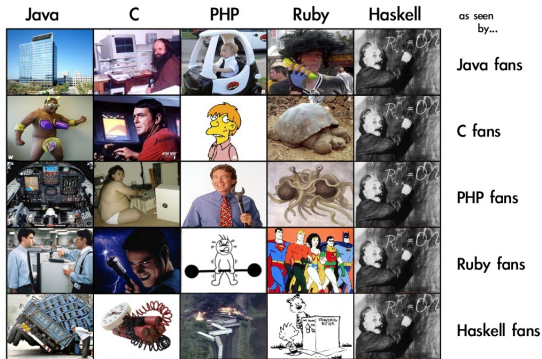 Java C PHP Ruby Haskell
as seen
by...
Java fans
C fans
PHP fans
Ruby fans
Haskell fans